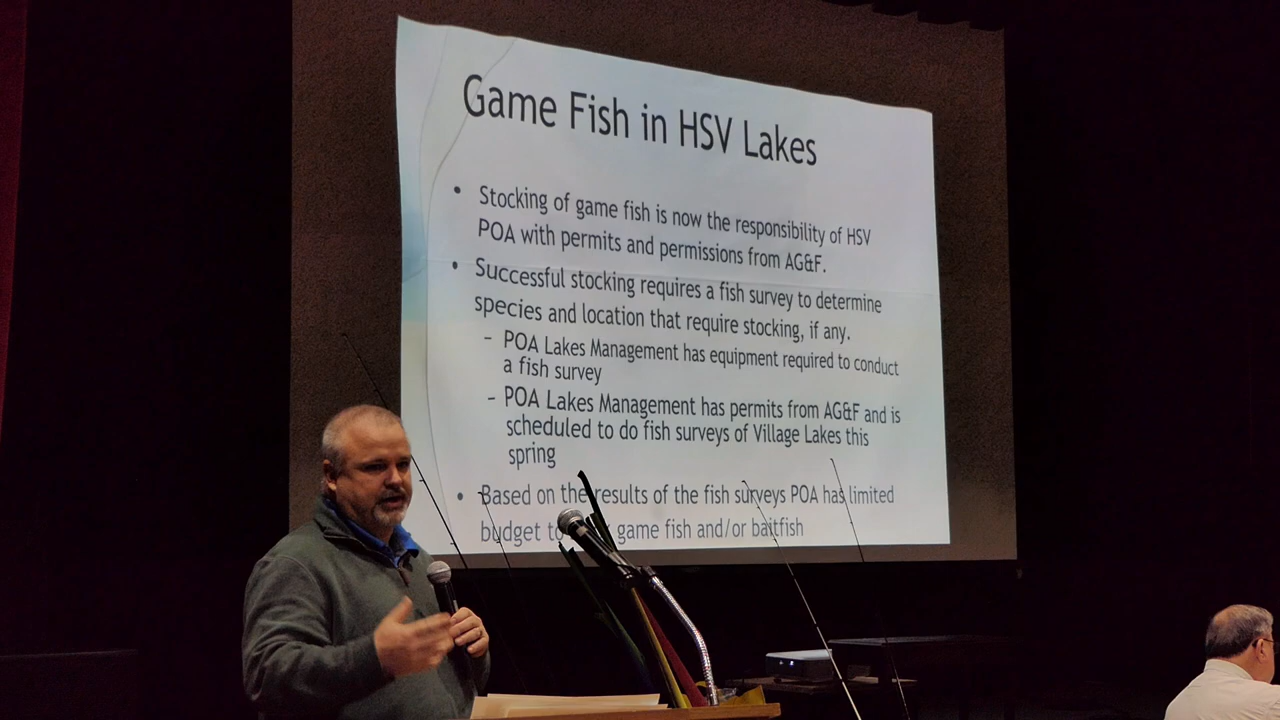 Game Fish in HSV Lakes
• Stocking of game fish is now the responsibility of HSV
POA with permits and permissions from AG&F.
• Successful stocking requires a fish survey to determine
species and location that require stocking, if any.
– POA Lakes Management has equipment required to conduct
a fish survey
– POA Lakes Management has permits from AG&F and is
scheduled to do fish surveys of Village Lakes this
spring
• Based on the results of the fish surveys POA has limited
budget to game fish and/or baitfish